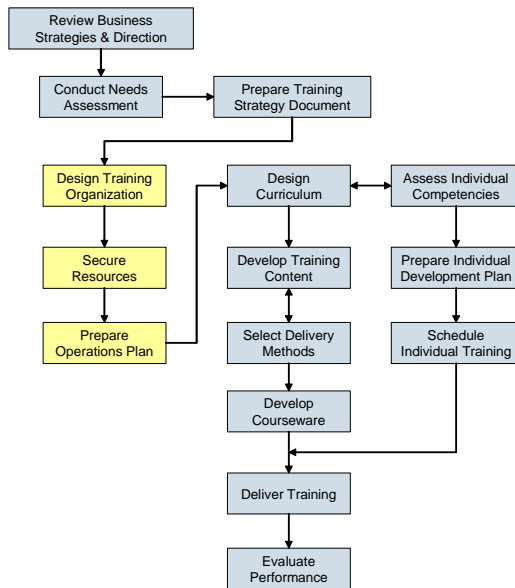 Review Business
Strategies & Direction
Conduct Needs
Assessment
Prepare Training
Strategy Document
Design Training
Organization
Design
Curriculum
Assess Individual
Competencies
Secure
Resources
Develop Training
Content
Prepare Individual
Development Plan
Prepare
Operations Plan
Select Delivery
Methods
Schedule
Individual Training
Develop
Courseware
Deliver Training
Evaluate
Performance